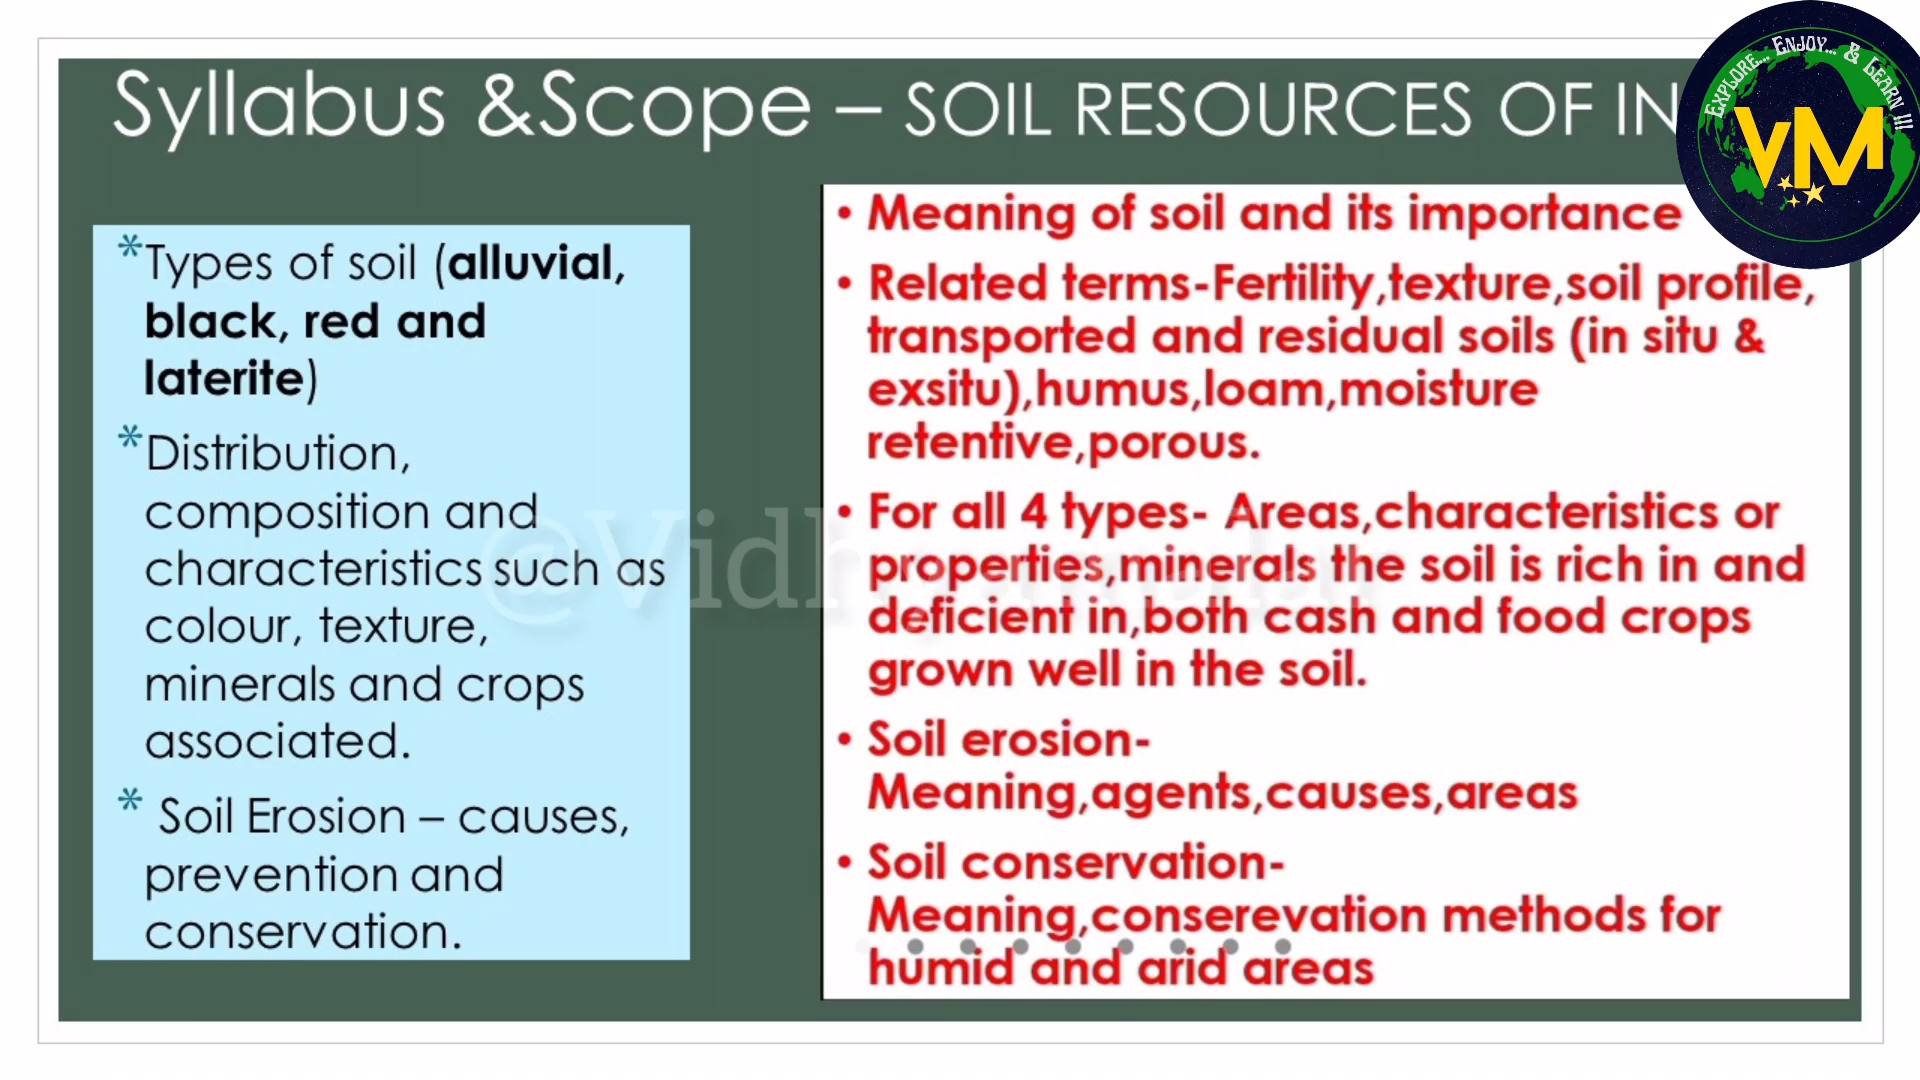 Syllabus &Scope – SOIL RESOURCES OF IN
EXPLORE... ENJOY... & LEARN !!!
VM
*Types of soil (alluvial,
black, red and
laterite)
*Distribution,
composition and
characteristics such as
colour, texture,
minerals and crops
associated.
* Soil Erosion – causes,
prevention and
conservation.
• Meaning of soil and its importance
• Related terms-Fertility,texture,soil profile,
transported and residual soils (in situ &
exsitu),humus,loam,moisture
retentive,porous.
• For all 4 types- Areas,characteristics or
properties,minerals the soil is rich in and
deficient in,both cash and food crops
grown well in the soil.
• Soil erosion-
Meaning,agents,causes,areas
• Soil conservation-
Meaning,conserevation methods for
humid and arid areas